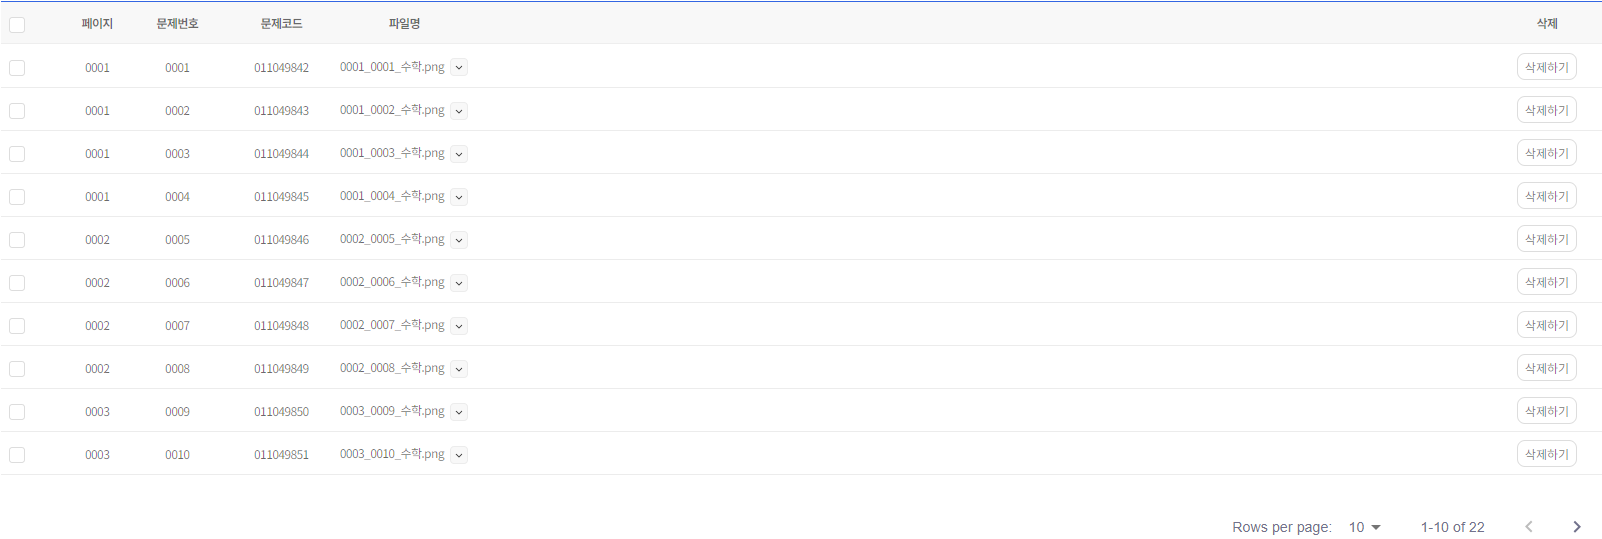 페이지 문제번호 문제코드 파일명 삭제
0001 0001 011049842 0001_0001_수학.png 삭제하기
0001 0002 011049843 0001_0002_수학.png 삭제하기
0001 0003 011049844 0001_0003_수학.png 삭제하기
0001 0004 011049845 0001_0004_수학.png 삭제하기
0002 0005 011049846 0002_0005_수학.png 삭제하기
0002 0006 011049847 0002_0006_수학.png 삭제하기
0002 0007 011049848 0002_0007_수학.png 삭제하기
0002 0008 011049849 0002_0008_수학.png 삭제하기
0003 0009 011049850 0003_0009_수학.png 삭제하기
0003 0010 011049851 0003_0010_수학.png 삭제하기
Rows per page: 10 1-10 of 22